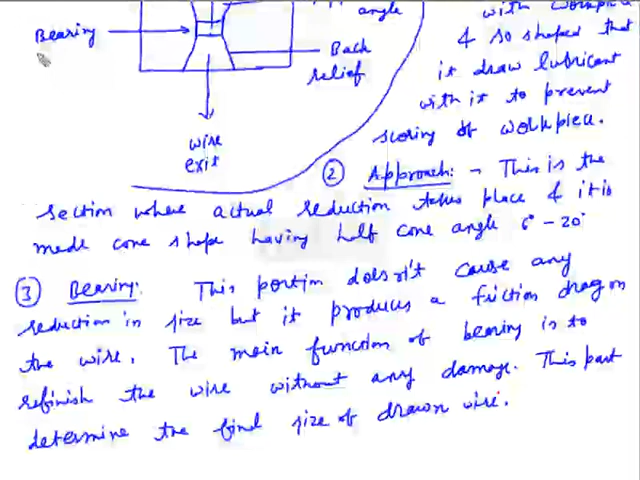 angle
Bearing
Back
relief
wire
exit
with workpiece
& so shaped that
it draw lubricant
with it to prevent
scoring of workpiece.
② Approach: - This is the
section where actual reduction takes place & it is
made cone shape having half cone angle 6° - 20°
③ Bearing: This portion doesn't cause any
reduction in size but it produces a friction drag on
the wire. The main function of bearing is to
refinish the wire without any damage. This part
determine the final size of drawn wire.